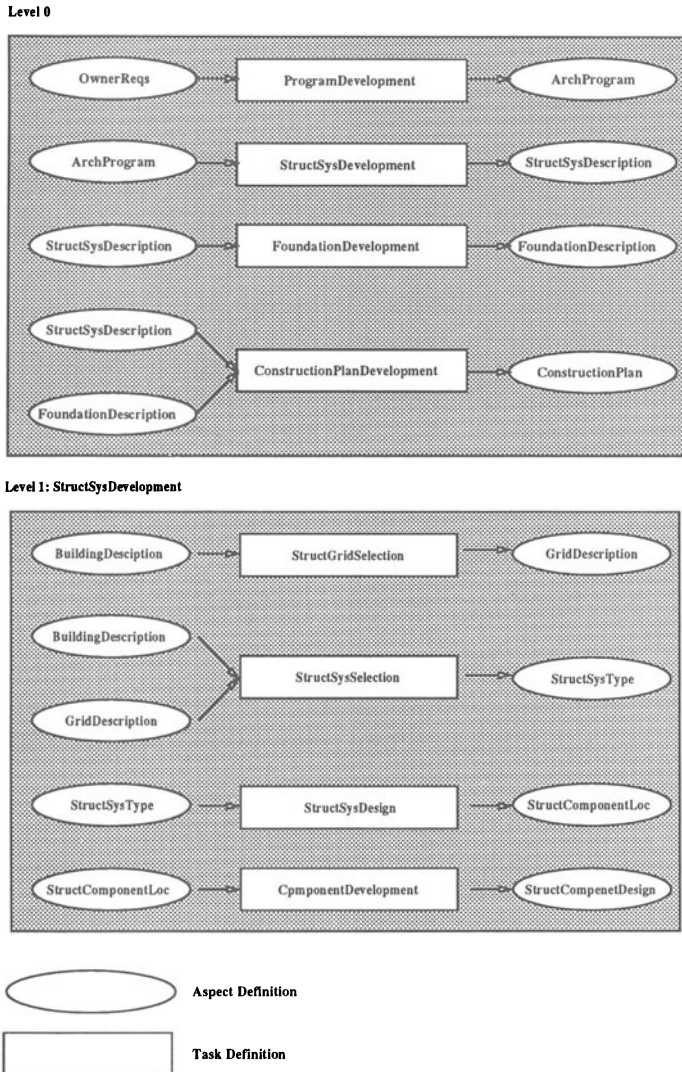 Level 0
OwnerReqs
ProgramDevelopment
ArchProgram
ArchProgram
StructSysDevelopment
StructSysDescription
StructSysDescription
FoundationDevelopment
FoundationDescription
StructSysDescription
FoundationDescription
ConstructionPlanDevelopment
ConstructionPlan
Level 1: StructSysDevelopment
BuildingDesciption
StructGridSelection
GridDescription
BuildingDescription
GridDescription
StructSysSelection
StructSysType
StructSysType
StructSysDesign
StructComponentLoc
StructComponentLoc
CpmponentDevelopment
StructCompenetDesign
Aspect Definition
Task Definition